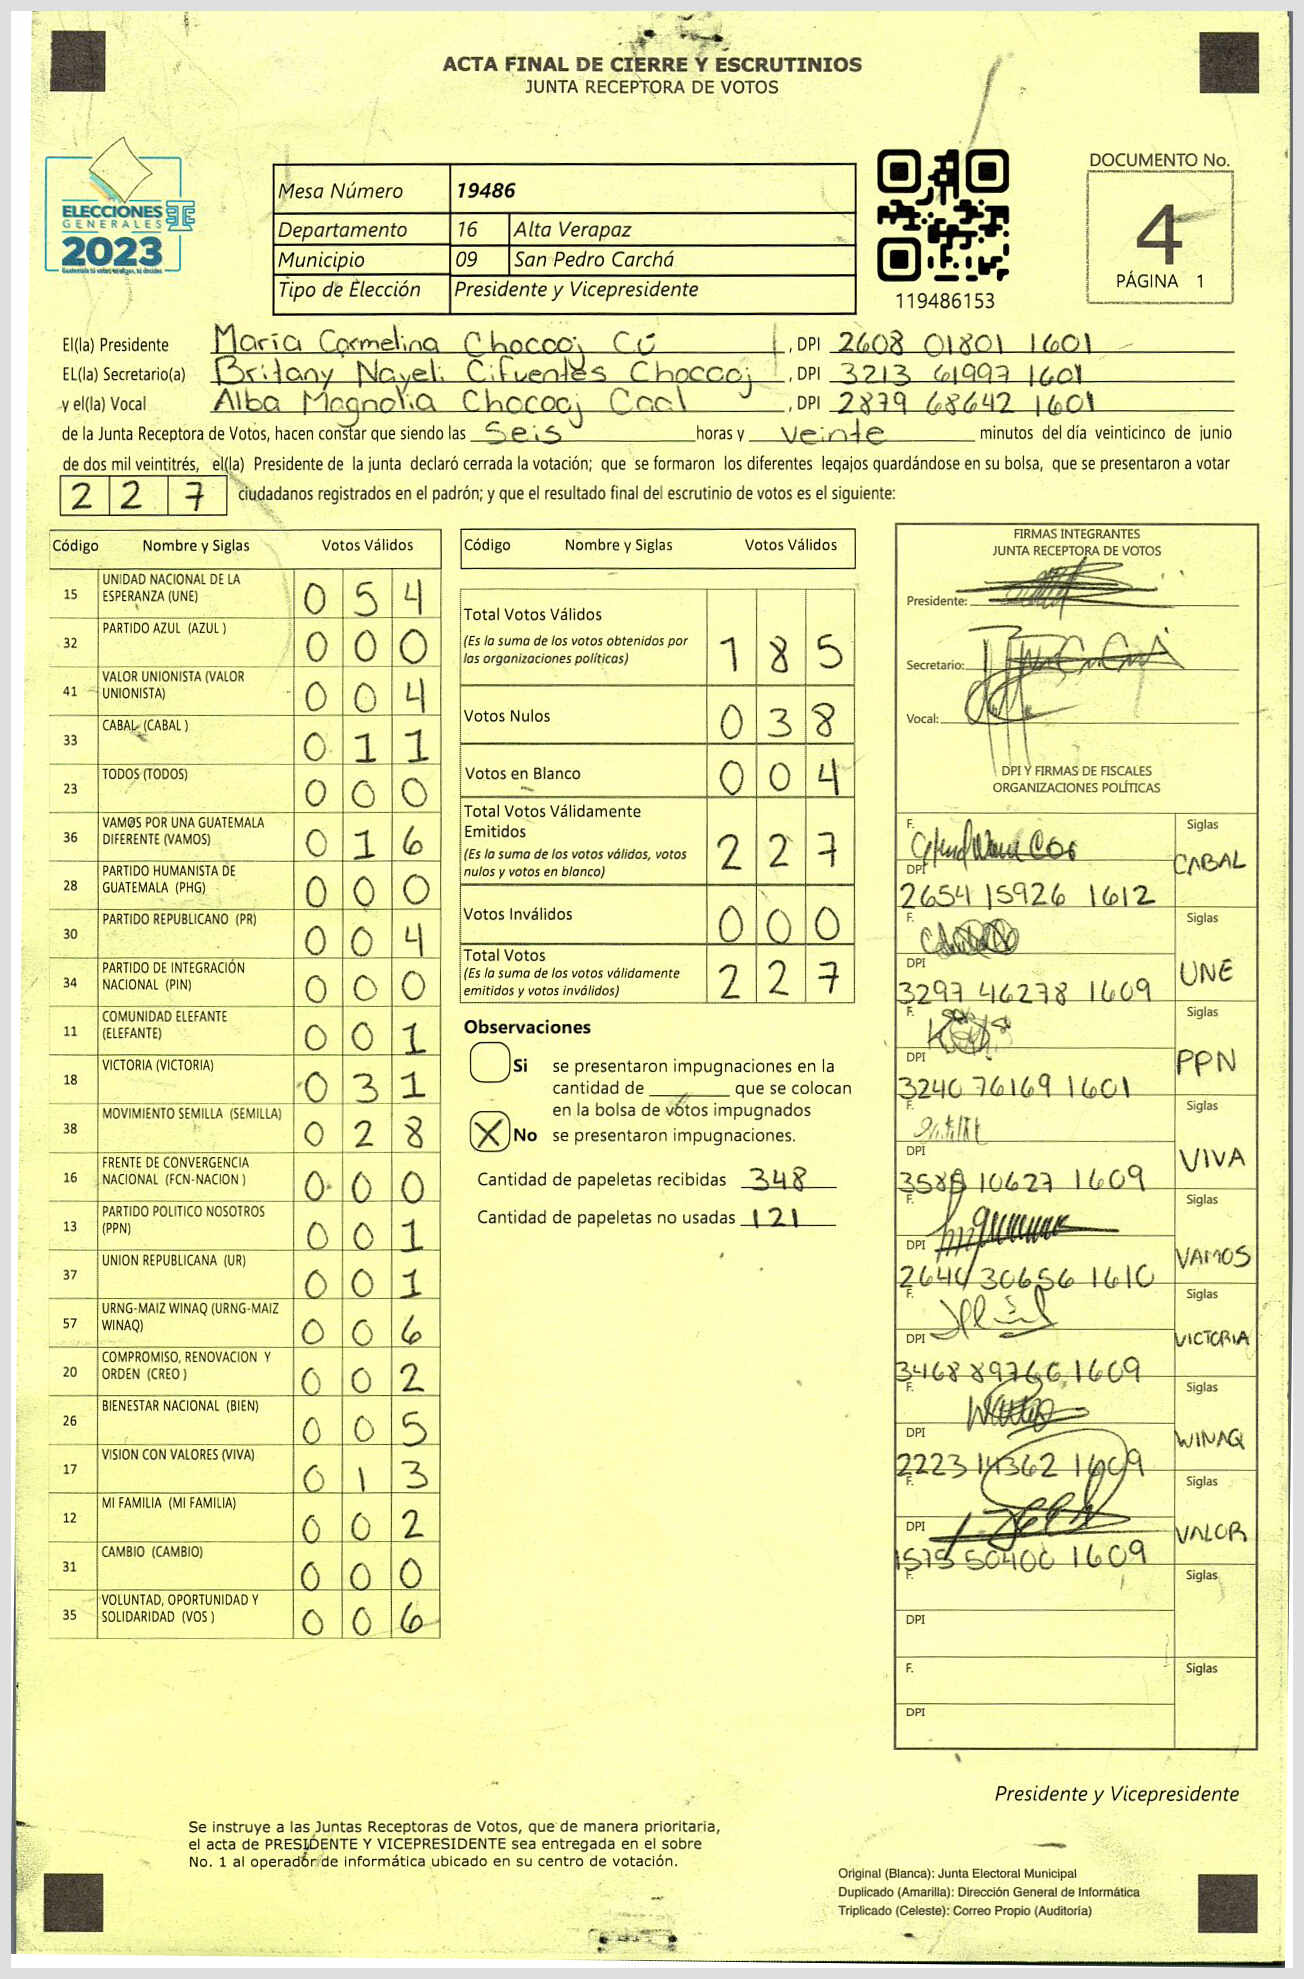 ACTA FINAL DE CIERRE Y ESCRUTINIOS
JUNTA RECEPTORA DE VOTOS
ELECCIONES
GENERALES
2023
Mesa Número 19486
Departamento 16 Alta Verapaz
Municipio 09 San Pedro Carchá
Tipo de Elección Presidente y Vicepresidente
119486153
DOCUMENTO No.
4
PÁGINA 1
El(la) Presidente Maria Carmelina Chocooj Cú , DPI 2608 01801 1601
EL(la) Secretario(a) Britany Nayeli Cifuentes Chocooj , DPI 3213 61997 1601
y el(la) Vocal Alba Magnolia Chocooj Caal , DPI 2879 68642 1601
de la Junta Receptora de Votos, hacen constar que siendo las Seis horas y veinte minutos del día veinticinco de junio
de dos mil veintitrés, el(la) Presidente de la junta declaró cerrada la votación; que se formaron los diferentes legajos guardándose en su bolsa, que se presentaron a votar
227 ciudadanos registrados en el padrón; y que el resultado final del escrutinio de votos es el siguiente:
Código Nombre y Siglas Votos Válidos
15 UNIDAD NACIONAL DE LA ESPERANZA (UNE) 0 5 4
32 PARTIDO AZUL (AZUL ) 0 0 0
41 VALOR UNIONISTA (VALOR UNIONISTA) 0 0 4
33 CABAL (CABAL ) 0 1 1
23 TODOS (TODOS) 0 0 0
36 VAMOS POR UNA GUATEMALA DIFERENTE (VAMOS) 0 1 6
28 PARTIDO HUMANISTA DE GUATEMALA (PHG) 0 0 0
30 PARTIDO REPUBLICANO (PR) 0 0 4
34 PARTIDO DE INTEGRACIÓN NACIONAL (PIN) 0 0 0
11 COMUNIDAD ELEFANTE (ELEFANTE) 0 0 1
18 VICTORIA (VICTORIA) 0 3 1
38 MOVIMIENTO SEMILLA (SEMILLA) 0 2 8
16 FRENTE DE CONVERGENCIA NACIONAL (FCN-NACION ) 0 0 0
13 PARTIDO POLITICO NOSOTROS (PPN) 0 0 1
37 UNION REPUBLICANA (UR) 0 0 1
57 URNG-MAIZ WINAQ (URNG-MAIZ WINAQ) 0 0 6
20 COMPROMISO, RENOVACION Y ORDEN (CREO ) 0 0 2
26 BIENESTAR NACIONAL (BIEN) 0 0 5
17 VISION CON VALORES (VIVA) 0 1 3
12 MI FAMILIA (MI FAMILIA) 0 0 2
31 CAMBIO (CAMBIO) 0 0 0
35 VOLUNTAD, OPORTUNIDAD Y SOLIDARIDAD (VOS ) 0 0 6
Código Nombre y Siglas Votos Válidos
Total Votos Válidos 1 8 5
(Es la suma de los votos obtenidos por
las organizaciones políticas)
Votos Nulos 0 3 8
Votos en Blanco 0 0 4
Total Votos Válidamente
Emitidos 2 2 7
(Es la suma de los votos válidos, votos
nulos y votos en blanco)
Votos Inválidos 0 0 0
Total Votos 2 2 7
(Es la suma de los votos válidamente
emitidos y votos inválidos)
Observaciones
Si se presentaron impugnaciones en la
cantidad de ________ que se colocan
en la bolsa de votos impugnados
X No se presentaron impugnaciones.
Cantidad de papeletas recibidas 348
Cantidad de papeletas no usadas 121
FIRMAS INTEGRANTES
JUNTA RECEPTORA DE VOTOS
Presidente:
Secretario:
Vocal:
DPI Y FIRMAS DE FISCALES
ORGANIZACIONES POLÍTICAS
F. Siglas CABAL
DPI 2654 15926 1612
F. Siglas UNE
DPI 3297 46278 1609
F. Siglas PPN
DPI 3240 76169 1601
F. Siglas VIVA
DPI 10627 1609
F. Siglas VAMOS
DPI 2640 30656 1610
F. Siglas VICTORIA
DPI 3468 1609
F. Siglas WINAQ
DPI 2223 14362 1609
F. Siglas VALOR
DPI 1575 50400 1609
F. Siglas
DPI
F. Siglas
DPI
Presidente y Vicepresidente
Se instruye a las Juntas Receptoras de Votos, que de manera prioritaria,
el acta de PRESIDENTE Y VICEPRESIDENTE sea entregada en el sobre
No. 1 al operador de informática ubicado en su centro de votación.
Original (Blanca): Junta Electoral Municipal
Duplicado (Amarilla): Dirección General de Informática
Triplicado (Celeste): Correo Propio (Auditoría)